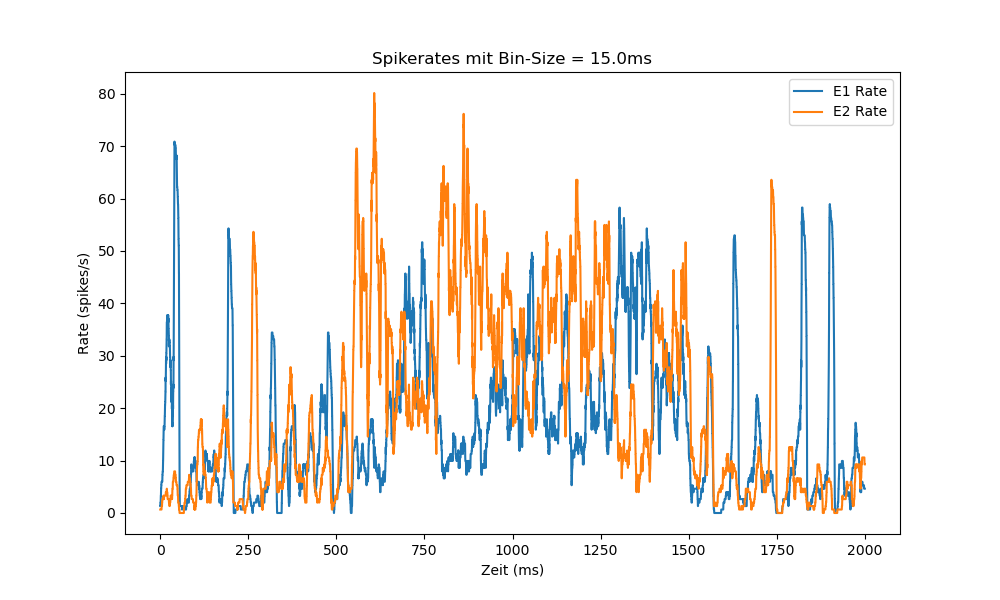 Spikerates mit Bin-Size = 15.0ms
E1 Rate
E2 Rate
80
70
60
50
40
30
20
10
0
Rate (spikes/s)
0 250 500 750 1000 1250 1500 1750 2000
Zeit (ms)